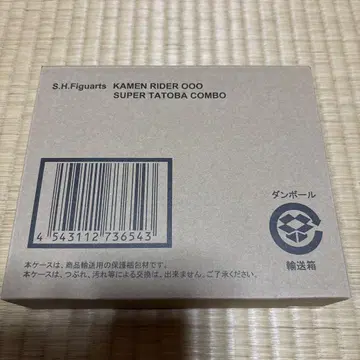 S.H.Figuarts KAMEN RIDER OOO
SUPER TATOBA COMBO
4 543112 736543
ダンボール
輸送箱
本ケースは、商品輸送用の保護梱包材です。
本ケースは、つぶれ、汚れ等による交換は、出来ません。ご了承ください。